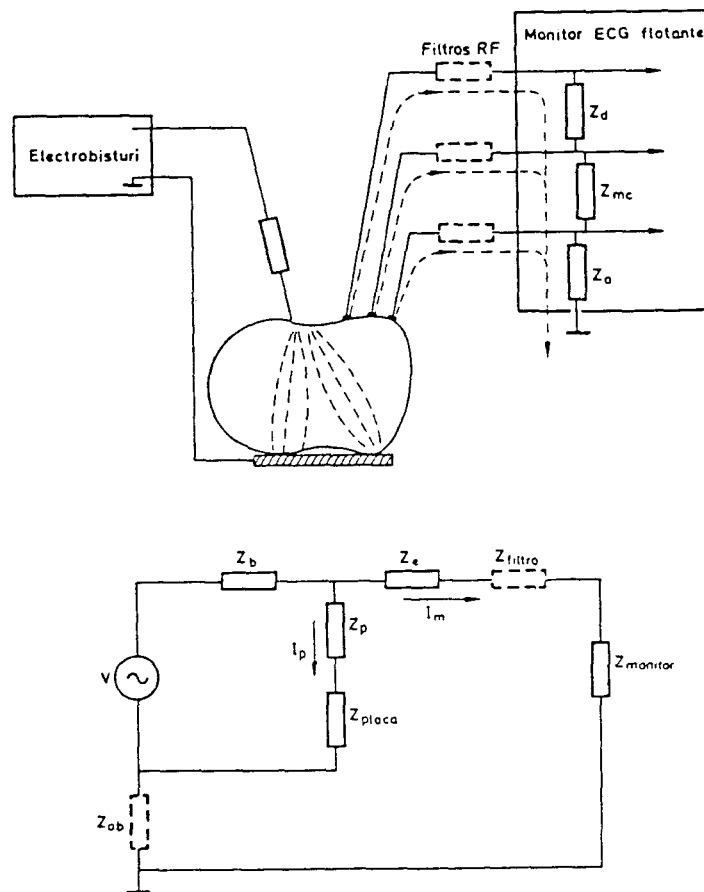 Monitor ECG flotante
Filtros RF
Z_d
Electrobisturi
Z_mc
Z_a
Z_b
Z_e
Z_filtro
I_m
Z_p
I_p
V
Z_monitor
Z_placa
Z_ab